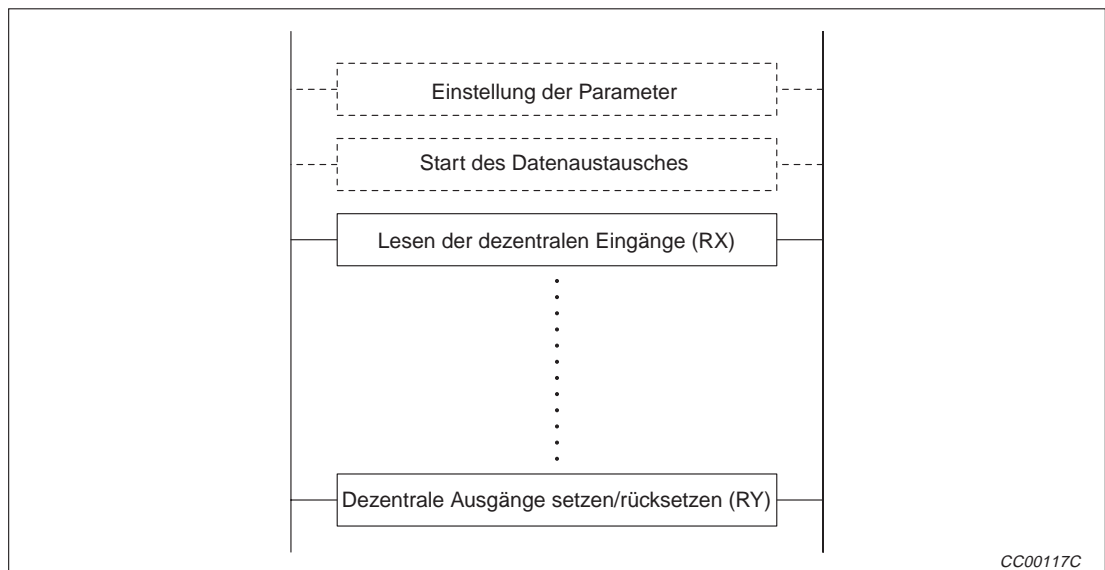 Einstellung der Parameter
Start des Datenaustausches
Lesen der dezentralen Eingänge (RX)
Dezentrale Ausgänge setzen/rücksetzen (RY)
CC00117C